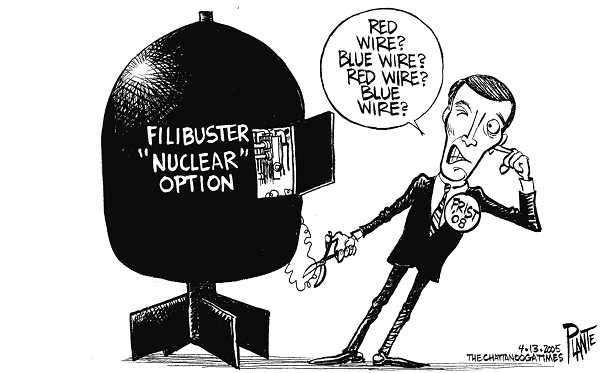 RED
WIRE?
BLUE WIRE?
RED WIRE?
BLUE
WIRE?
FILIBUSTER
"NUCLEAR"
OPTION
FRIST
08
4·13·2005
THE CHATTANOOGA TIMES
PLANTE